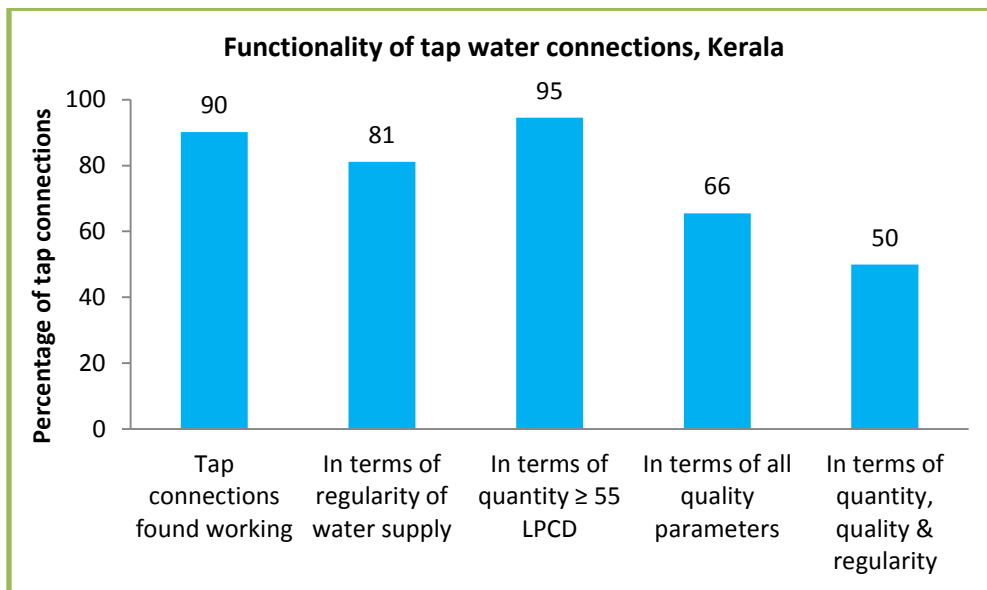 Functionality of tap water connections, Kerala
Percentage of tap connections
100
80
60
40
20
0
90
81
95
66
50
Tap
connections
found working
In terms of
regularity of
water supply
In terms of
quantity ≥ 55
LPCD
In terms of all
quality
parameters
In terms of
quantity,
quality &
regularity